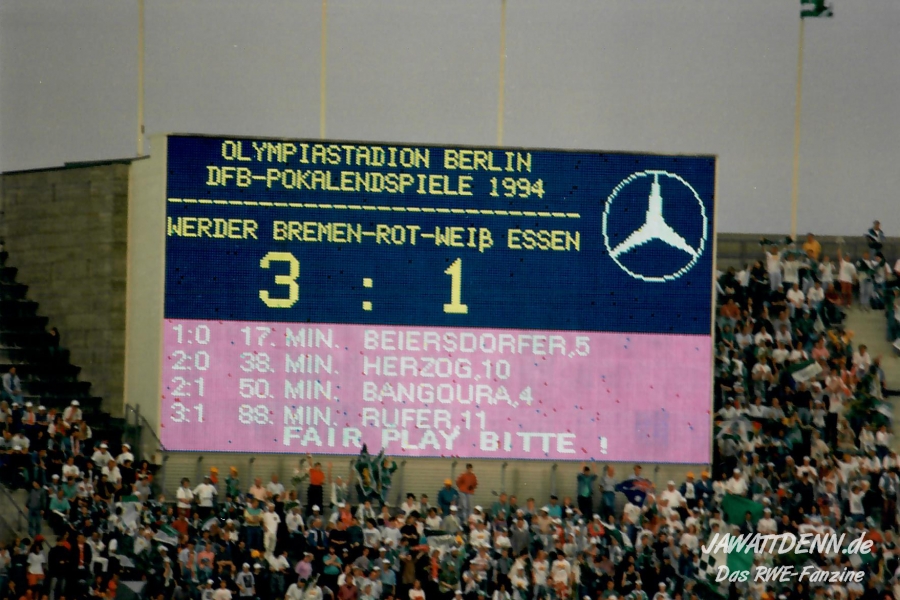 OLYMPIASTADION BERLIN
DFB-POKALENDSPIELE 1994
WERDER BREMEN-ROT-WEIß ESSEN
3 : 1
1:0 17. MIN. BEIERSDORFER,5
2:0 38. MIN. HERZOG,10
2:1 50. MIN. BANGOURA,4
3:1 88. MIN. RUFER,11
FAIR PLAY BITTE !
JAWATTDENN.de
Das RWE-Fanzine